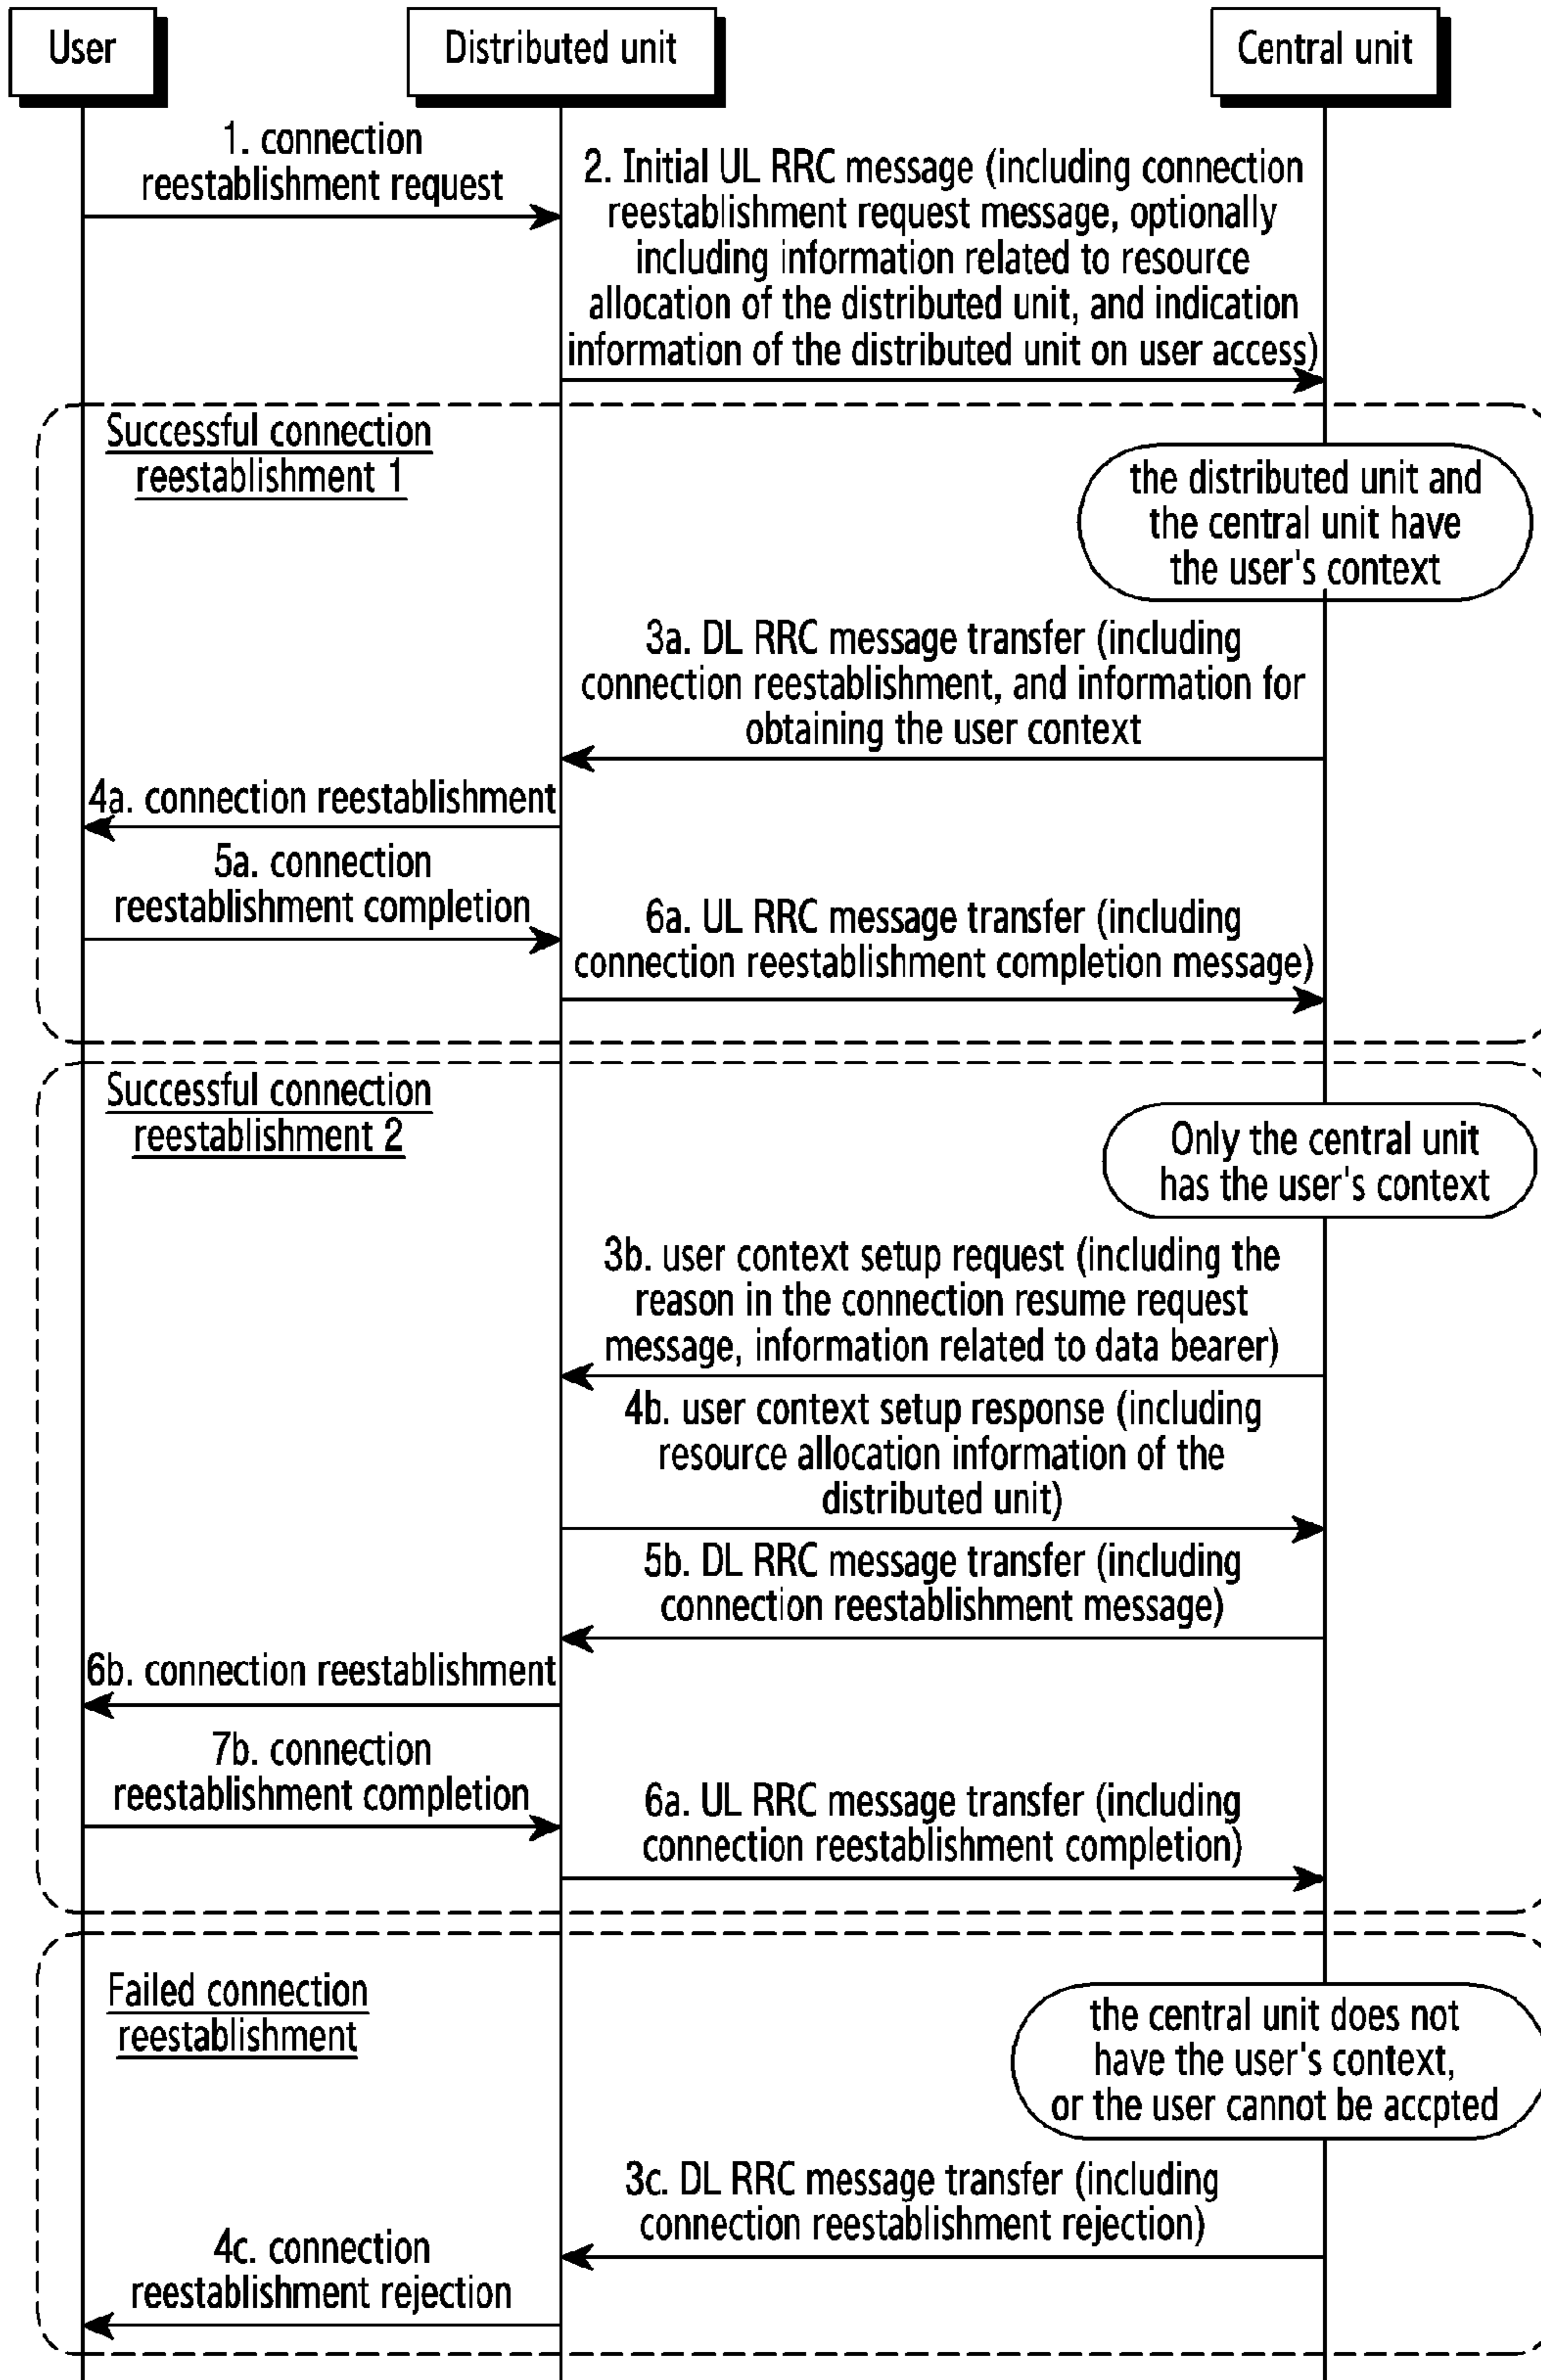 User
Distributed unit
Central unit
1. connection
reestablishment request
2. Initial UL RRC message (including connection
reestablishment request message, optionally
including information related to resource
allocation of the distributed unit, and indication
information of the distributed unit on user access)
Successful connection
reestablishment 1
the distributed unit and
the central unit have
the user's context
3a. DL RRC message transfer (including
connection reestablishment, and information for
obtaining the user context
4a. connection reestablishment
5a. connection
reestablishment completion
6a. UL RRC message transfer (including
connection reestablishment completion message)
Successful connection
reestablishment 2
Only the central unit
has the user's context
3b. user context setup request (including the
reason in the connection resume request
message, information related to data bearer)
4b. user context setup response (including
resource allocation information of the
distributed unit)
5b. DL RRC message transfer (including
connection reestablishment message)
6b. connection reestablishment
7b. connection
reestablishment completion
6a. UL RRC message transfer (including
connection reestablishment completion)
Failed connection
reestablishment
the central unit does not
have the user's context,
or the user cannot be accpted
3c. DL RRC message transfer (including
connection reestablishment rejection)
4c. connection
reestablishment rejection